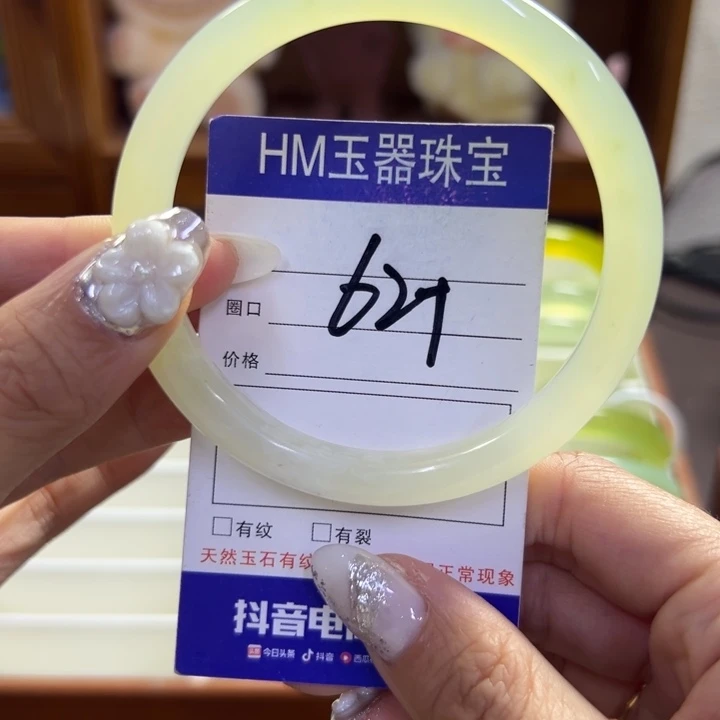 HM玉器珠宝
圈口
价格
□有纹 □有裂
天然玉石有纹 正常现象
抖音电
今日头条 抖音 西瓜